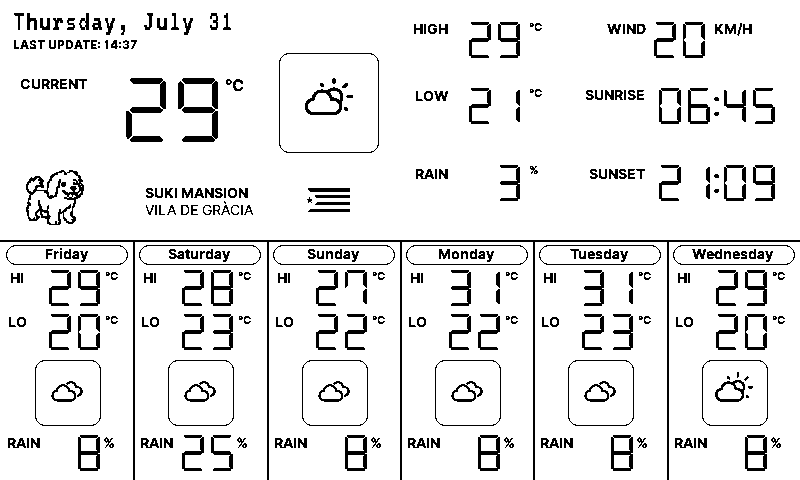 Thursday, July 31
LAST UPDATE: 14:37
CURRENT 29 °C
HIGH 29 °C
LOW 21 °C
RAIN 3 %
WIND 20 KM/H
SUNRISE 06:45
SUNSET 21:09
SUKI MANSION
VILA DE GRÀCIA
Friday
HI 29 °C
LO 20 °C
RAIN 8 %
Saturday
HI 28 °C
LO 23 °C
RAIN 25 %
Sunday
HI 27 °C
LO 22 °C
RAIN 8 %
Monday
HI 31 °C
LO 22 °C
RAIN 8 %
Tuesday
HI 31 °C
LO 23 °C
RAIN 8 %
Wednesday
HI 29 °C
LO 20 °C
RAIN 8 %